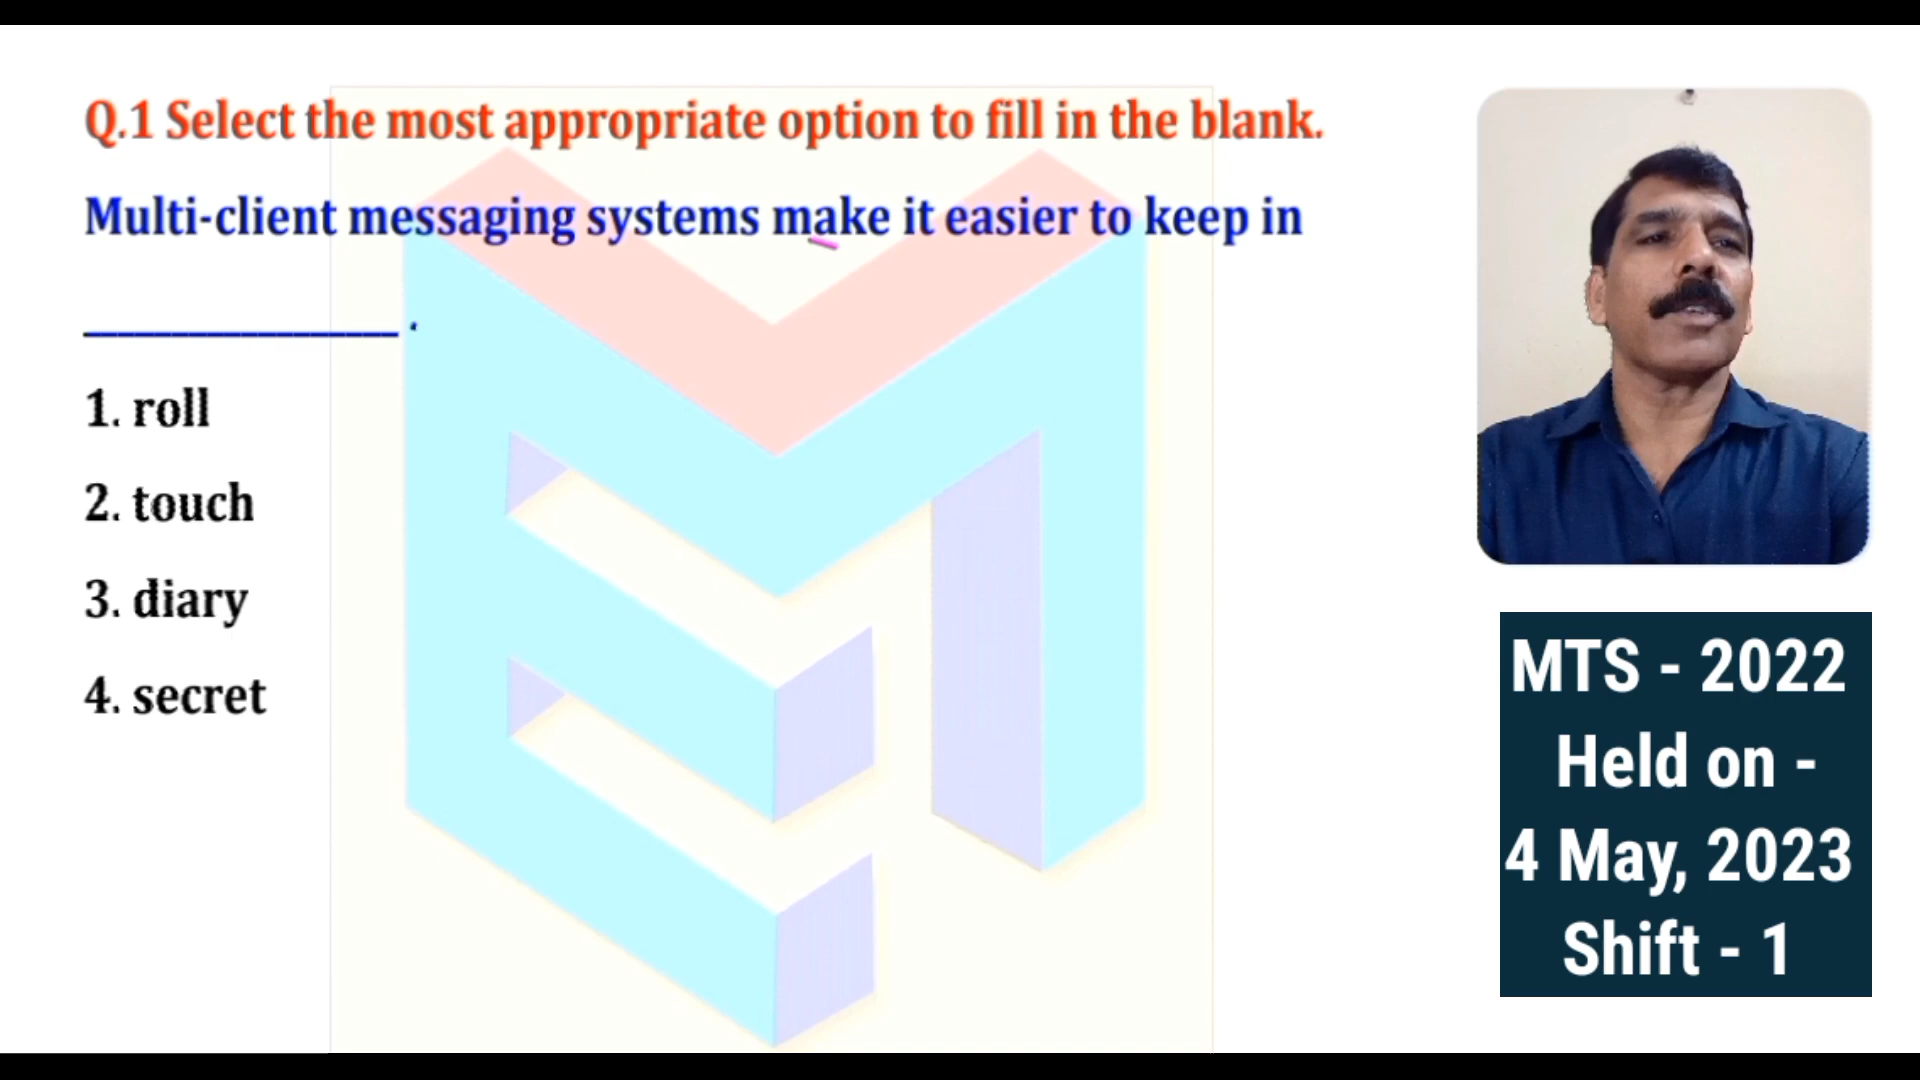 Q.1 Select the most appropriate option to fill in the blank.
Multi-client messaging systems make it easier to keep in
____________________.
1. roll
2. touch
3. diary
4. secret
MTS - 2022
Held on -
4 May, 2023
Shift - 1